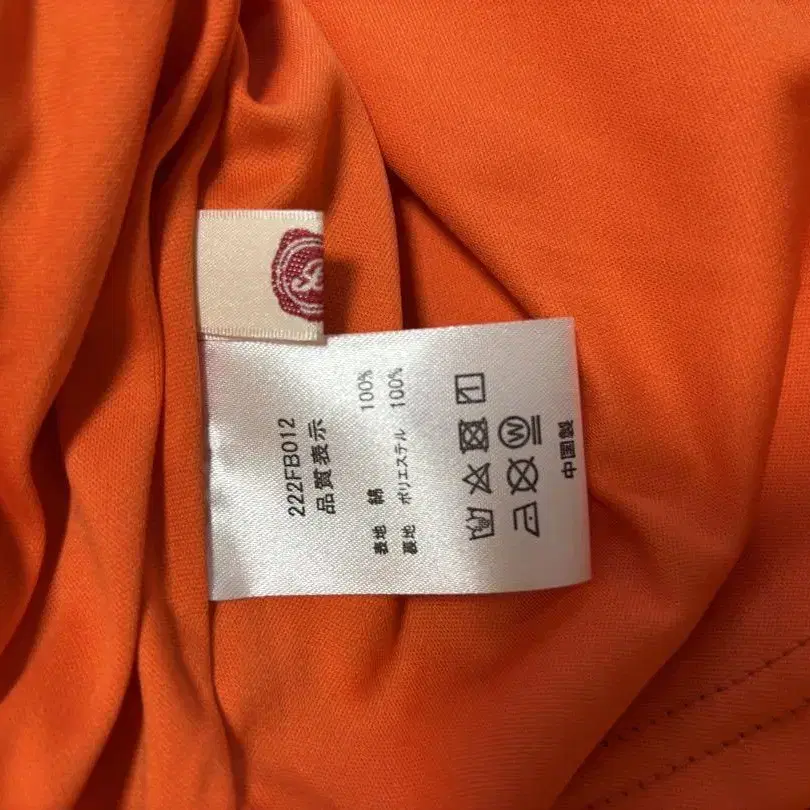 222FB012
品質表示
表地 綿 100%
裏地 ポリエステル 100%
W
中国製